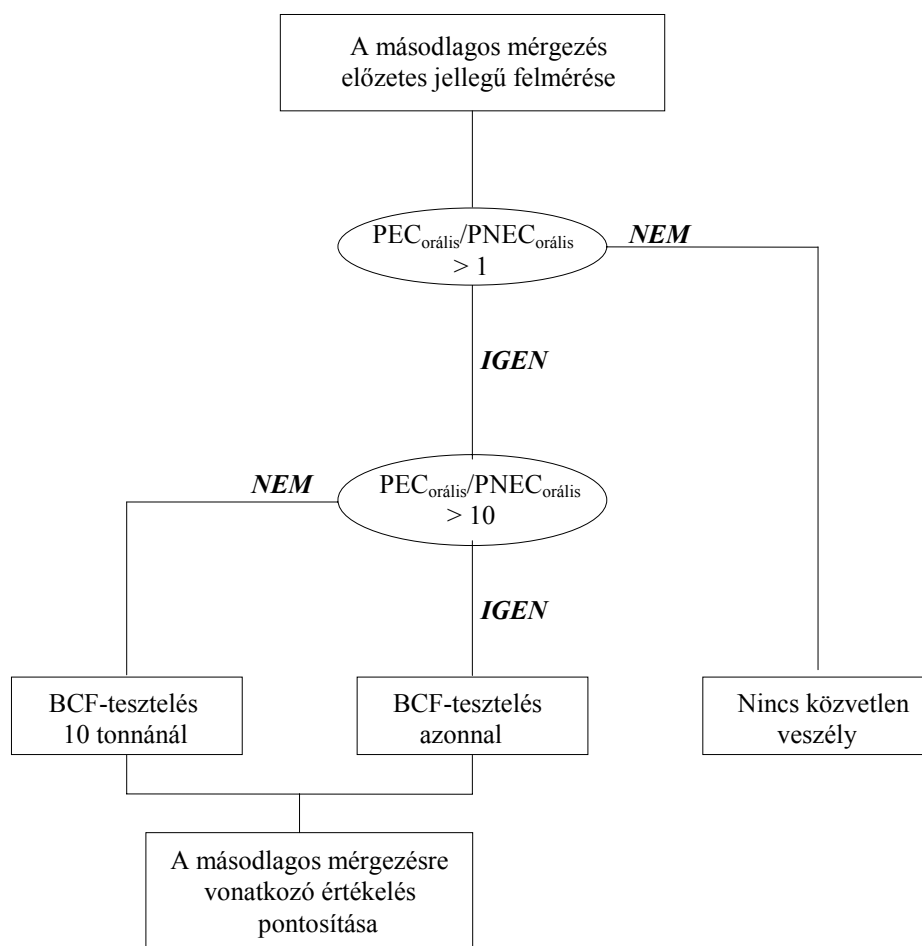 A másodlagos mérgezés
előzetes jellegű felmérése
PECorális/PNECorális
> 1
NEM
IGEN
NEM
PECorális/PNECorális
> 10
IGEN
BCF-tesztelés
10 tonnánál
BCF-tesztelés
azonnal
Nincs közvetlen
veszély
A másodlagos mérgezésre
vonatkozó értékelés
pontosítása